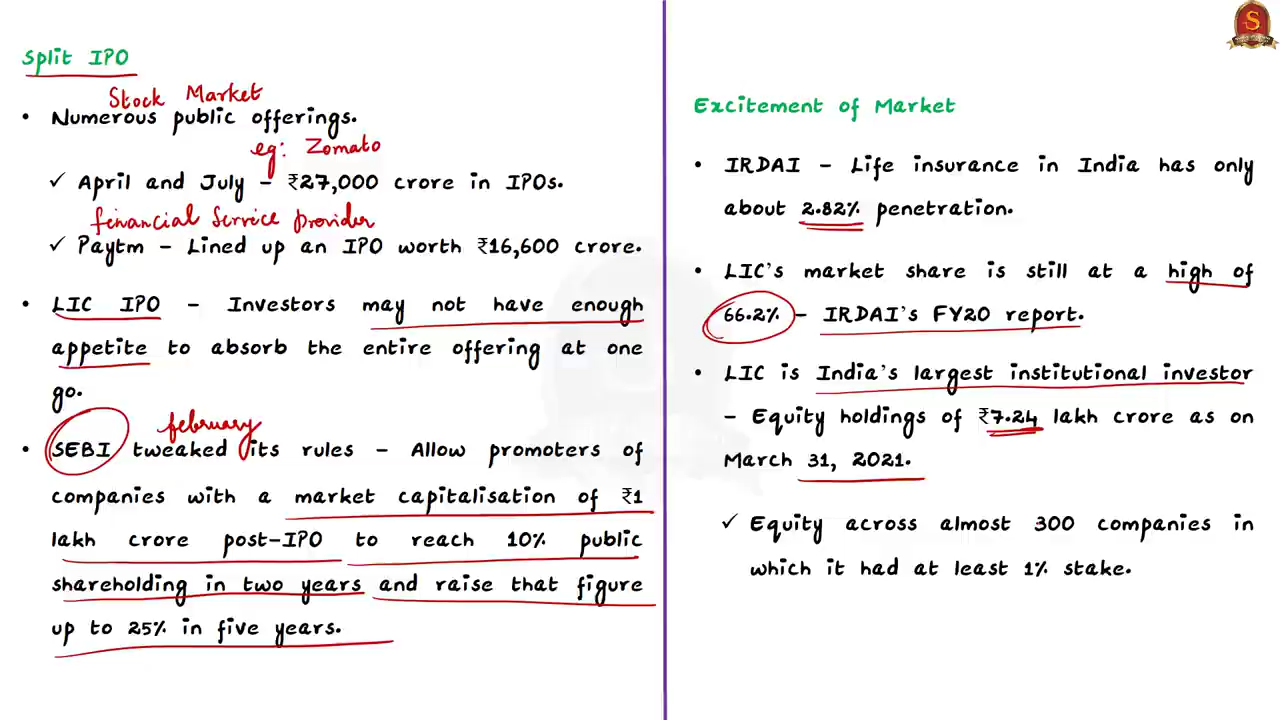 Split IPO
Stock Market
• Numerous public offerings.
eg: Zomato
✓ April and July – ₹27,000 crore in IPOs.
financial Service provider
✓ Paytm – Lined up an IPO worth ₹16,600 crore.
• LIC IPO – Investors may not have enough
appetite to absorb the entire offering at one
go.
february
• SEBI tweaked its rules – Allow promoters of
companies with a market capitalisation of ₹1
lakh crore post-IPO to reach 10% public
shareholding in two years and raise that figure
up to 25% in five years.
S
Excitement of Market
• IRDAI – Life insurance in India has only
about 2.82% penetration.
• LIC's market share is still at a high of
66.2% – IRDAI's FY20 report.
• LIC is India's largest institutional investor
– Equity holdings of ₹7.24 lakh crore as on
March 31, 2021.
✓ Equity across almost 300 companies in
which it had at least 1% stake.